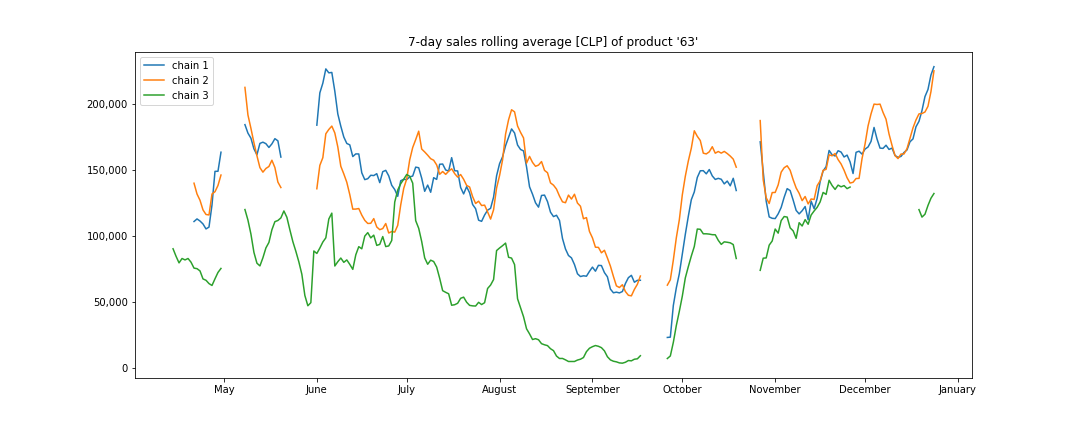 7-day sales rolling average [CLP] of product '63'
chain 1
chain 2
chain 3
200,000
150,000
100,000
50,000
0
May June July August September October November December January